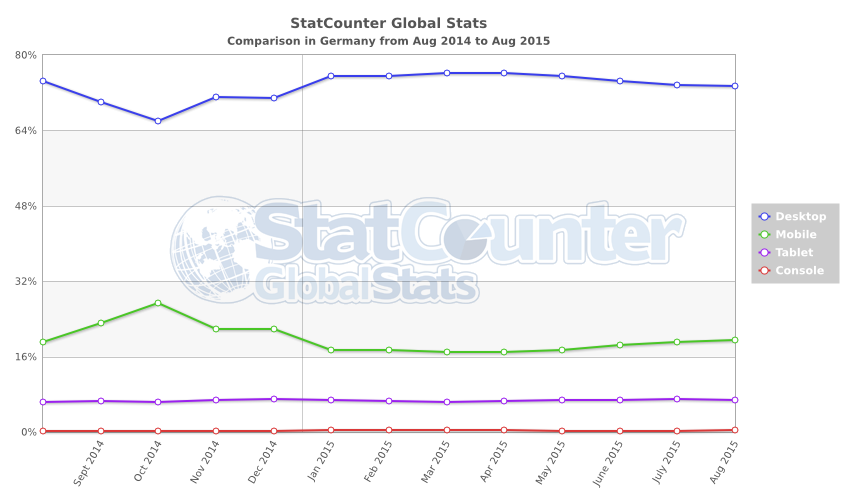 StatCounter Global Stats
Comparison in Germany from Aug 2014 to Aug 2015
80%
64%
48%
32%
16%
0%
StatCounter
GlobalStats
Desktop
Mobile
Tablet
Console
Sept 2014
Oct 2014
Nov 2014
Dec 2014
Jan 2015
Feb 2015
Mar 2015
Apr 2015
May 2015
June 2015
July 2015
Aug 2015